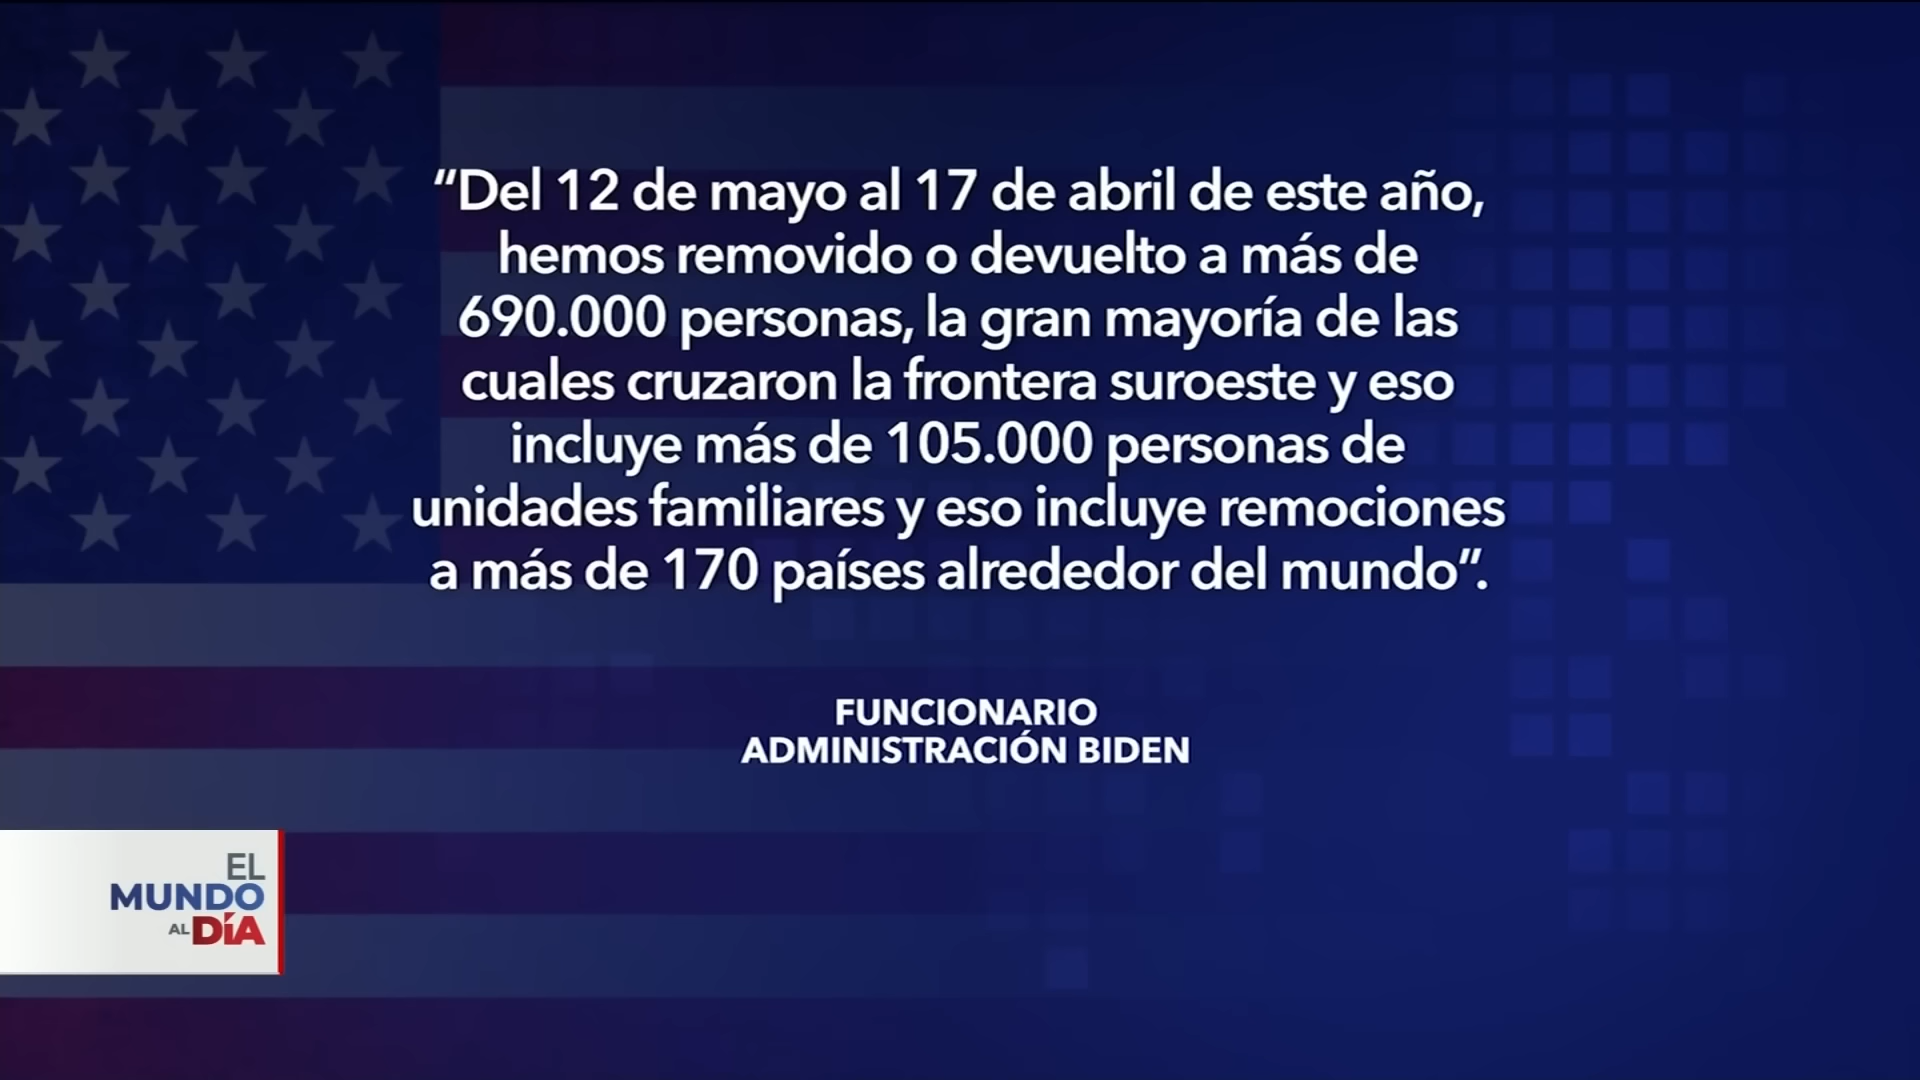 “Del 12 de mayo al 17 de abril de este año,
hemos removido o devuelto a más de
690.000 personas, la gran mayoría de las
cuales cruzaron la frontera suroeste y eso
incluye más de 105.000 personas de
unidades familiares y eso incluye remociones
a más de 170 países alrededor del mundo”.
FUNCIONARIO
ADMINISTRACIÓN BIDEN
EL
MUNDO
AL DÍA